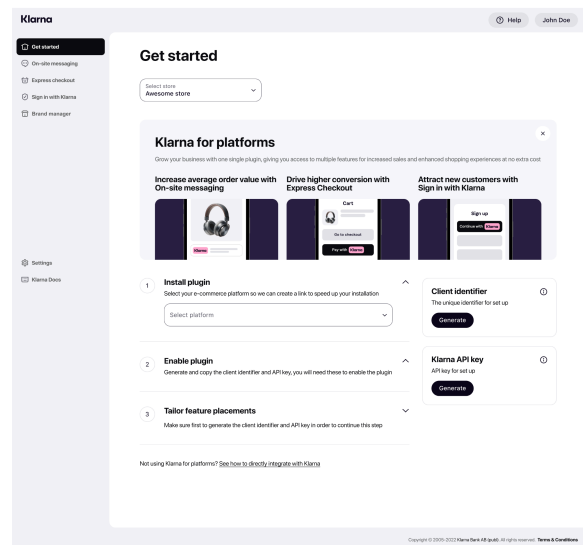 Klarna
Help
John Doe
Get started
On-site messaging
Express checkout
Sign in with Klarna
Brand manager
Settings
Klarna Docs
Get started
Select store
Awesome store
Klarna for platforms
Grow your business with one single plugin, giving you access to multiple features for increased sales and enhanced shopping experiences at no extra cost
Increase average order value with
On-site messaging
Klarna
Drive higher conversion with
Express Checkout
Cart
Go to checkout
Pay with Klarna
Attract new customers with
Sign in with Klarna
Sign up
Continue with Klarna
1
Install plugin
Select your e-commerce platform so we can create a link to speed up your installation
Select platform
2
Enable plugin
Generate and copy the client identifier and API key, you will need these to enable the plugin
3
Tailor feature placements
Make sure first to generate the client identifier and API key in order to continue this step
Client identifier
The unique identifier for set up
Generate
Klarna API key
API key for set up
Generate
Not using Klarna for platforms? See how to directly integrate with Klarna
Copyright © 2005-2022 Klarna Bank AB (publ). All rights reserved. Terms & Conditions